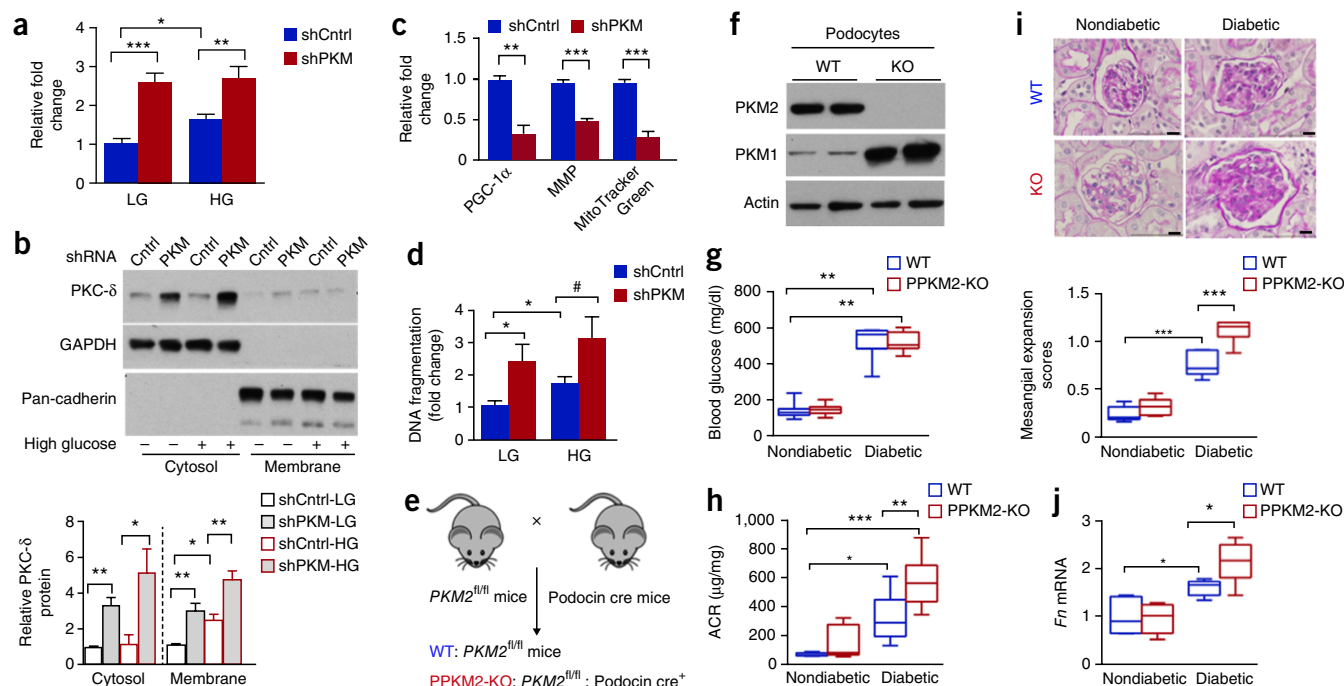 a
*
***
**
shCntrl
shPKM
Relative fold
change
4
3
2
1
0
LG
HG
b
shRNA
Cntrl
PKM
Cntrl
PKM
Cntrl
PKM
Cntrl
PKM
PKC-δ
GAPDH
Pan-cadherin
High glucose
– – + + – – + +
Cytosol
Membrane
shCntrl-LG
shPKM-LG
shCntrl-HG
shPKM-HG
Relative PKC-δ
protein
8
6
4
2
0
**
*
**
*
**
Cytosol
Membrane
c
shCntrl
shPKM
**
***
***
Relative fold
change
1.5
1.0
0.5
0
PGC-1α
MMP
MitoTracker
Green
d
shCntrl
shPKM
DNA fragmentation
(fold change)
4
3
2
1
0
*
*
#
LG
HG
e
×
PKM2fl/fl mice
Podocin cre mice
WT: PKM2fl/fl mice
PPKM2-KO: PKM2fl/fl ; Podocin cre+
f
Podocytes
WT
KO
PKM2
PKM1
Actin
g
WT
PPKM2-KO
Blood glucose (mg/dl)
800
600
400
200
0
**
**
Nondiabetic
Diabetic
h
WT
PPKM2-KO
ACR (µg/mg)
1,000
800
600
400
200
0
***
**
*
Nondiabetic
Diabetic
i
Nondiabetic
Diabetic
WT
KO
WT
PPKM2-KO
Mesangial expansion
scores
1.5
1.0
0.5
0
***
***
Nondiabetic
Diabetic
j
WT
PPKM2-KO
Fn mRNA
3
2
1
0
*
*
Nondiabetic
Diabetic